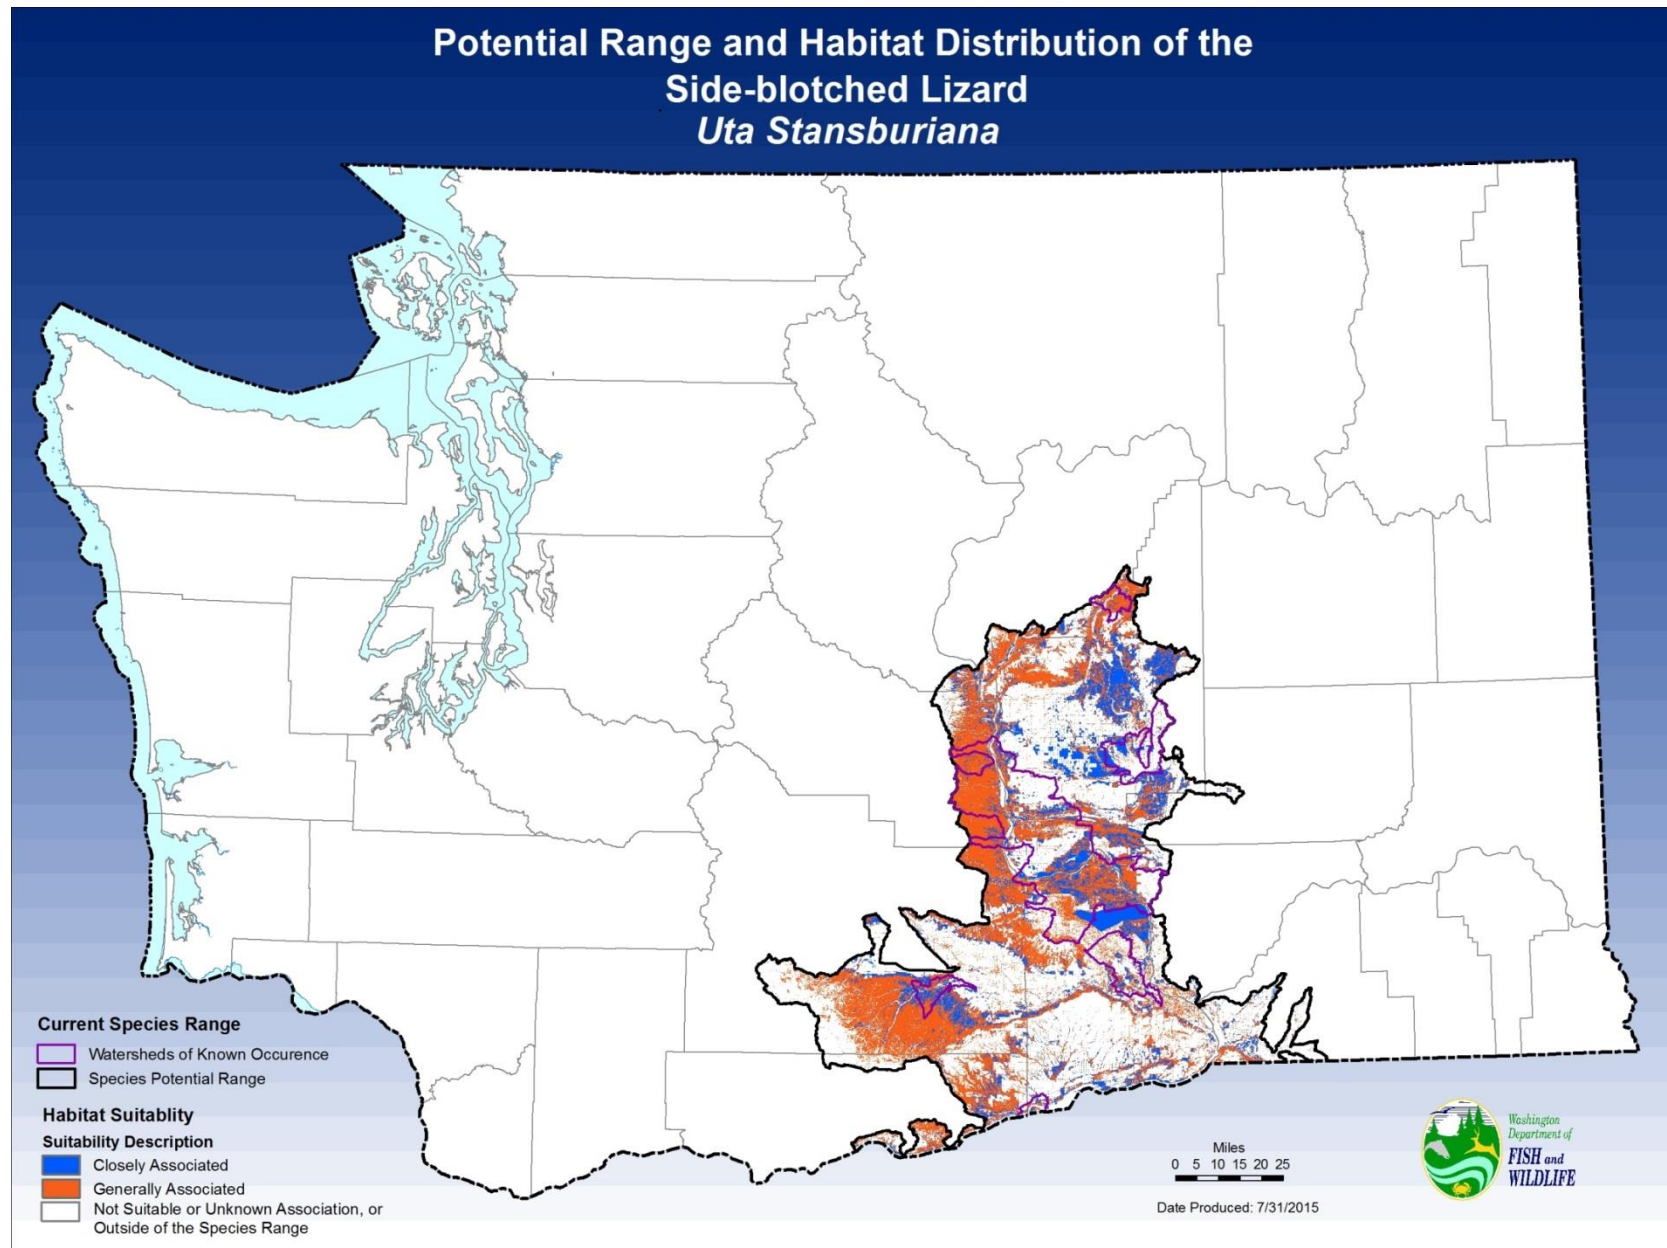 Potential Range and Habitat Distribution of the
Side-blotched Lizard
Uta Stansburiana
Current Species Range
Watersheds of Known Occurence
Species Potential Range
Habitat Suitablity
Suitability Description
Closely Associated
Generally Associated
Not Suitable or Unknown Association, or
Outside of the Species Range
Miles
0 5 10 15 20 25
Date Produced: 7/31/2015
Washington
Department of
FISH and
WILDLIFE